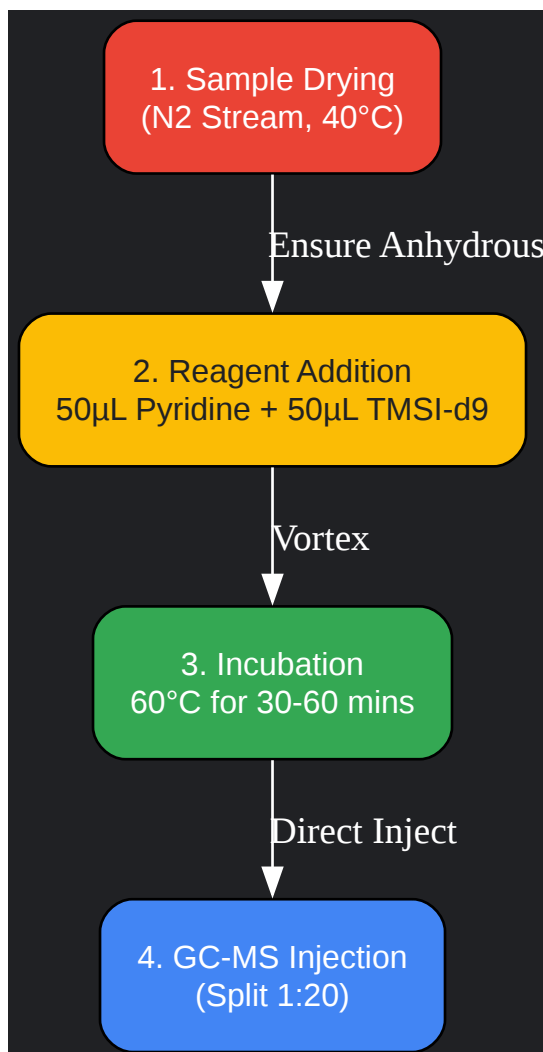 1. Sample Drying
(N2 Stream, 40°C)
Ensure Anhydrous
2. Reagent Addition
50µL Pyridine + 50µL TMSI-d9
Vortex
3. Incubation
60°C for 30-60 mins
Direct Inject
4. GC-MS Injection
(Split 1:20)